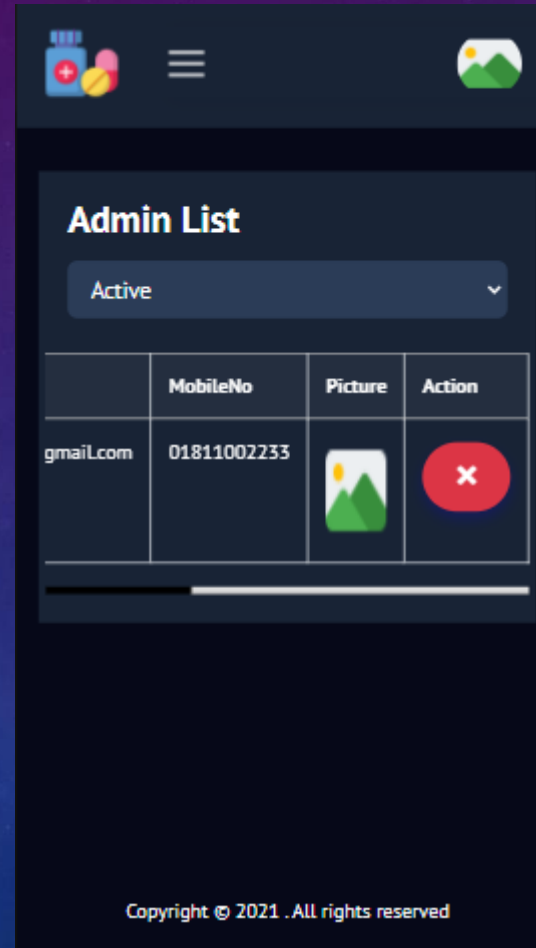 Admin List
Active
MobileNo Picture Action
gmail.com 01811002233
Copyright © 2021 . All rights reserved